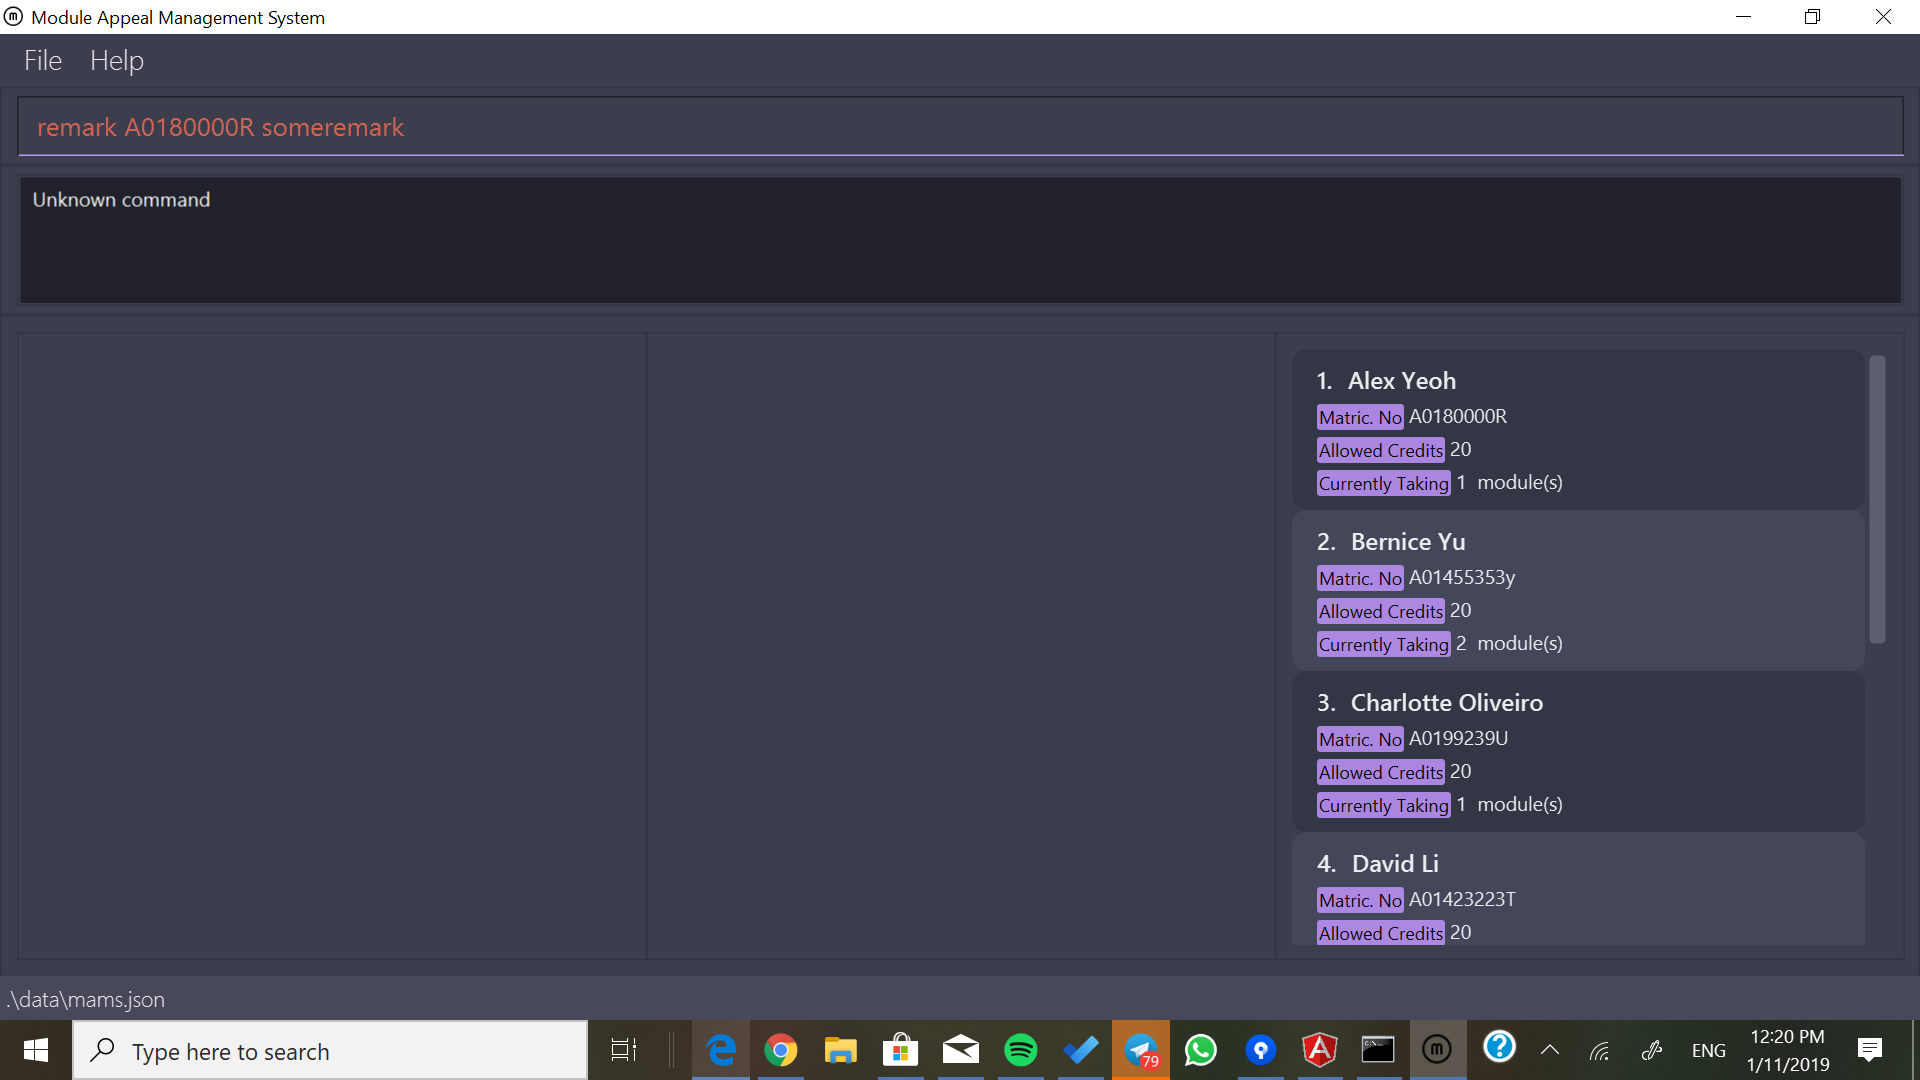 Module Appeal Management System
File Help
remark A0180000R someremark
Unknown command
1. Alex Yeoh
Matric. No A0180000R
Allowed Credits 20
Currently Taking 1 module(s)
2. Bernice Yu
Matric. No A01455353y
Allowed Credits 20
Currently Taking 2 module(s)
3. Charlotte Oliveiro
Matric. No A0199239U
Allowed Credits 20
Currently Taking 1 module(s)
4. David Li
Matric. No A01423223T
Allowed Credits 20
.\data\mams.json
Type here to search
79
ENG
12:20 PM
1/11/2019